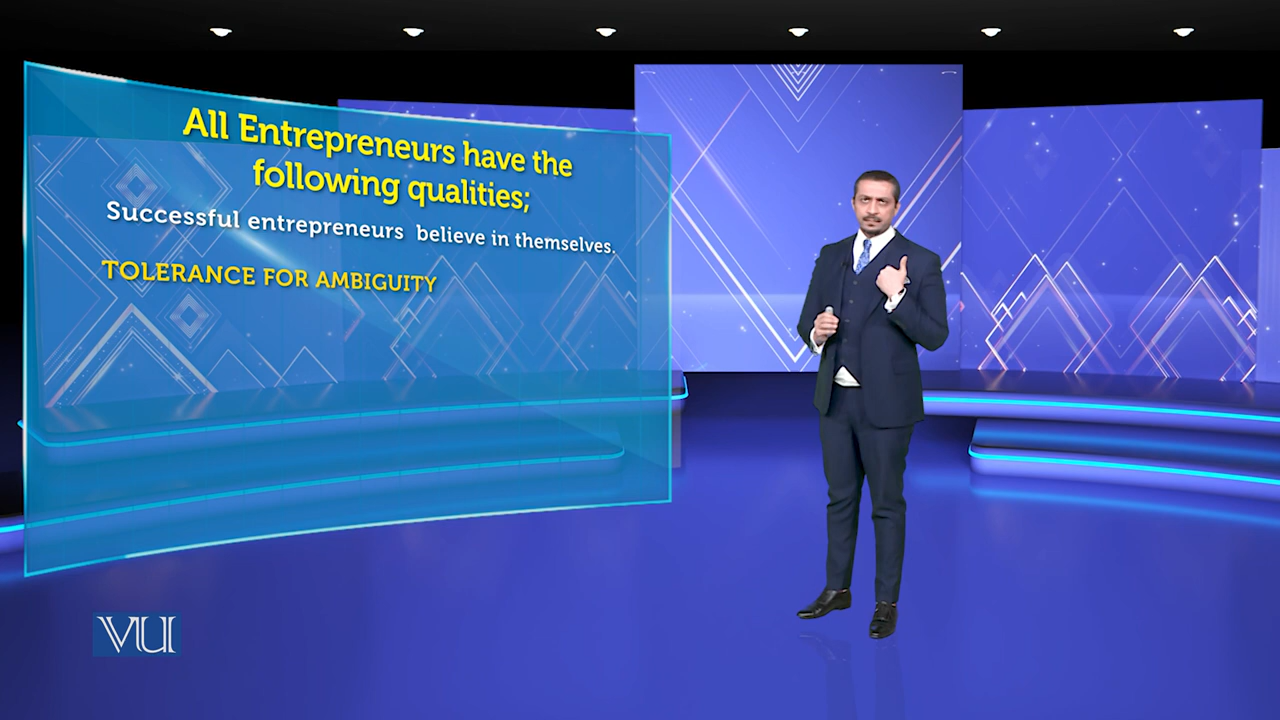 All Entrepreneurs have the
following qualities;
Successful entrepreneurs believe in themselves.
TOLERANCE FOR AMBIGUITY
VU